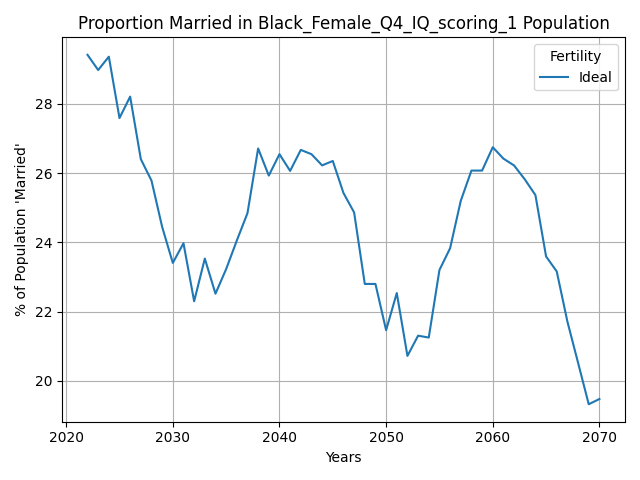 Proportion Married in Black_Female_Q4_IQ_scoring_1 Population
Fertility
Ideal
% of Population 'Married'
28
26
24
22
20
2020 2030 2040 2050 2060 2070
Years